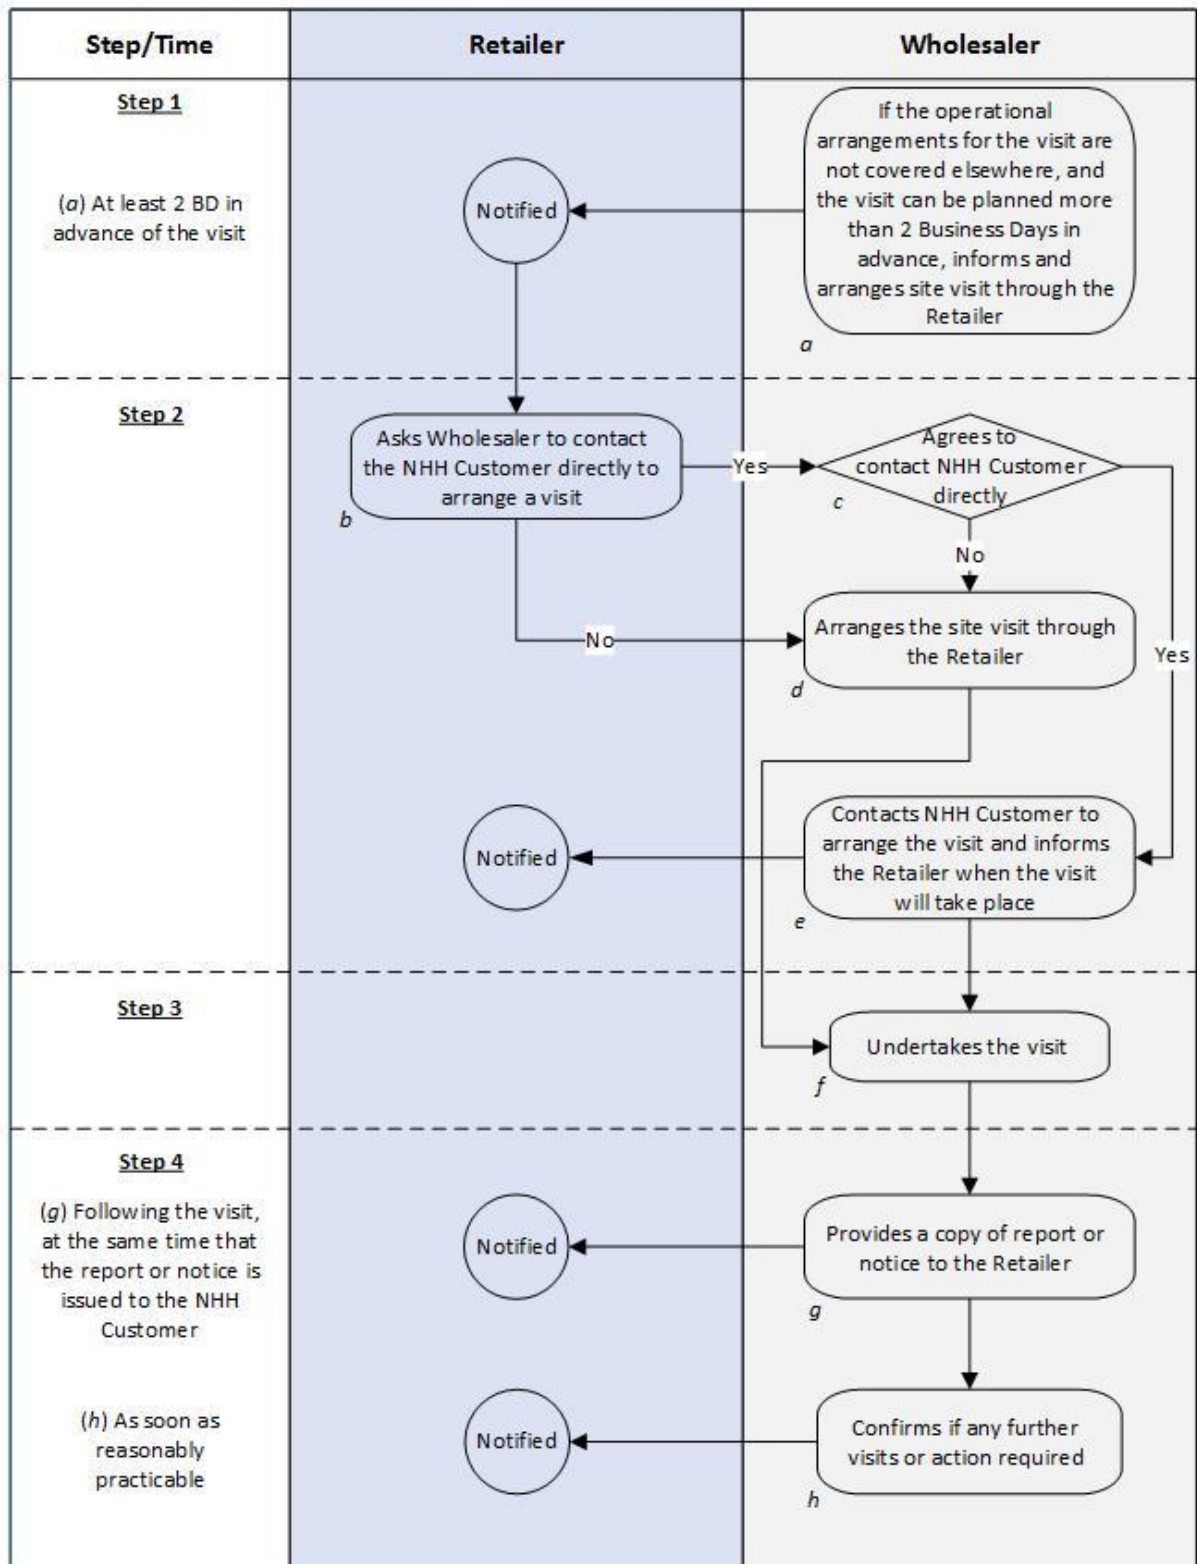 Step/Time
Retailer
Wholesaler
Step 1
(a) At least 2 BD in
advance of the visit
Notified
If the operational
arrangements for the visit are
not covered elsewhere, and
the visit can be planned more
than 2 Business Days in
advance, informs and
arranges site visit through the
Retailer
a
Step 2
Asks Wholesaler to contact
the NHH Customer directly to
arrange a visit
b
Yes
Agrees to
contact NHH Customer
directly
c
No
No
Arranges the site visit through
the Retailer
d
Yes
Notified
Contacts NHH Customer to
arrange the visit and informs
the Retailer when the visit
will take place
e
Step 3
Undertakes the visit
f
Step 4
(g) Following the visit,
at the same time that
the report or notice is
issued to the NHH
Customer
Notified
Provides a copy of report or
notice to the Retailer
g
(h) As soon as
reasonably
practicable
Notified
Confirms if any further
visits or action required
h